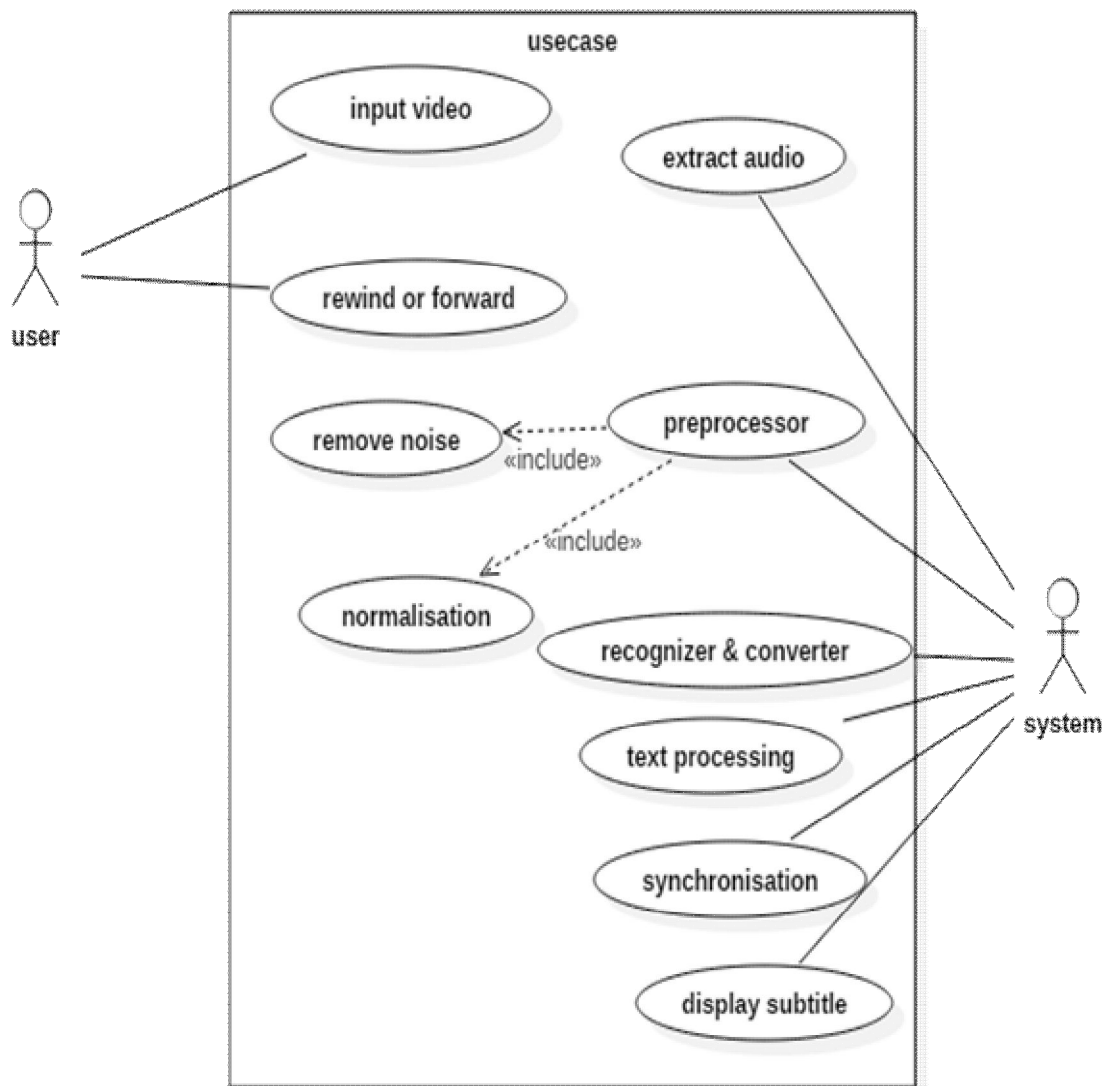 usecase
input video
extract audio
rewind or forward
user
remove noise
preprocessor
«include»
«include»
normalisation
recognizer & converter
system
text processing
synchronisation
display subtitle